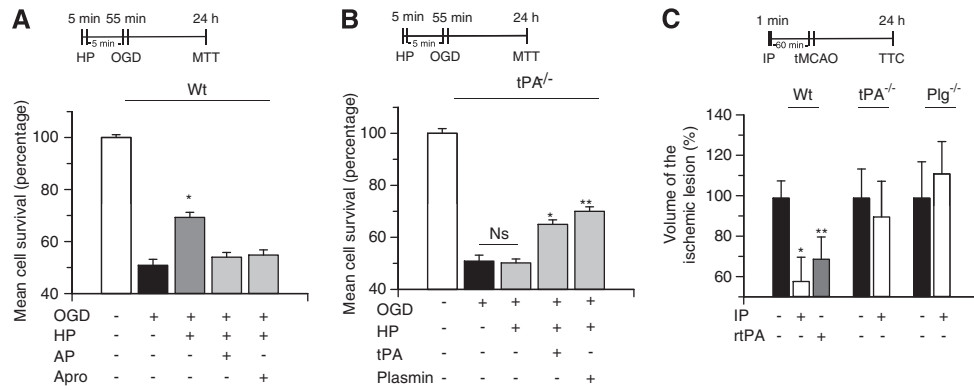 A
5 min 55 min 24 h
5 min
HP OGD MTT
Wt
Mean cell survival (percentage)
100
80
60
40
OGD - + + + +
HP - - + + +
AP - - - + -
Apro - - - - +
*
B
5 min 55 min 24 h
5 min
HP OGD MTT
tPA-/-
Mean cell survival (percentage)
100
80
60
40
Ns
*
**
OGD - + + + +
HP - - + + +
tPA - - - + -
Plasmin - - - - +
C
1 min 24 h
60 min
IP tMCAO TTC
Wt tPA-/- Plg-/-
Volume of the
ischemic lesion (%)
140
120
100
80
60
*
**
IP - + - - + - +
rtPA - - + - - - -